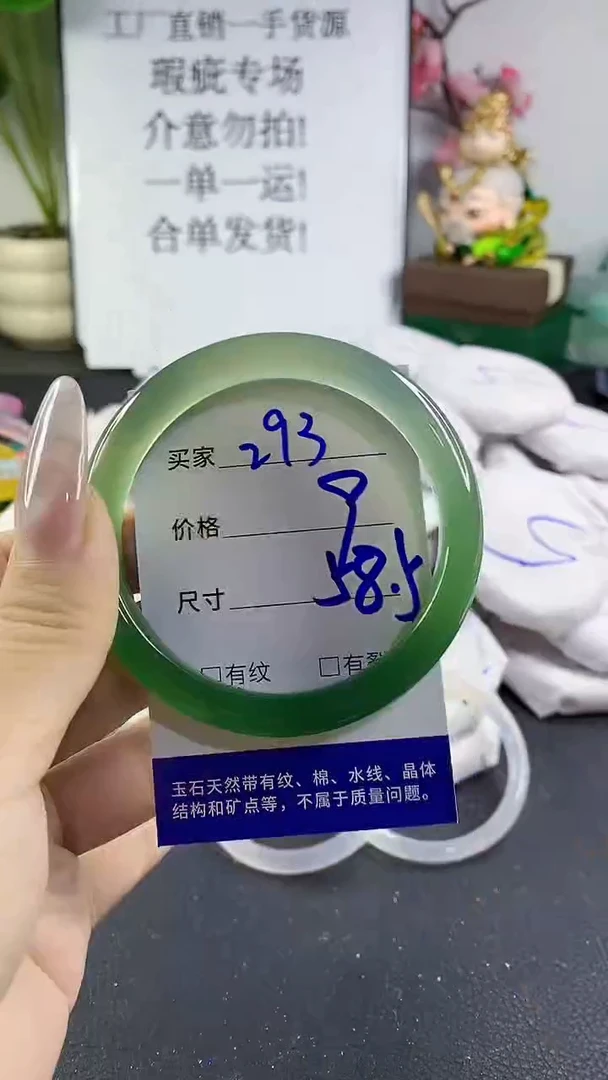 工厂直销一手货源
瑕疵专场
介意勿拍!
一单一运!
合单发货!
买家 293
价格
尺寸 58.5
□有纹 □有裂
玉石天然带有纹、棉、水线、晶体
结构和矿点等，不属于质量问题。